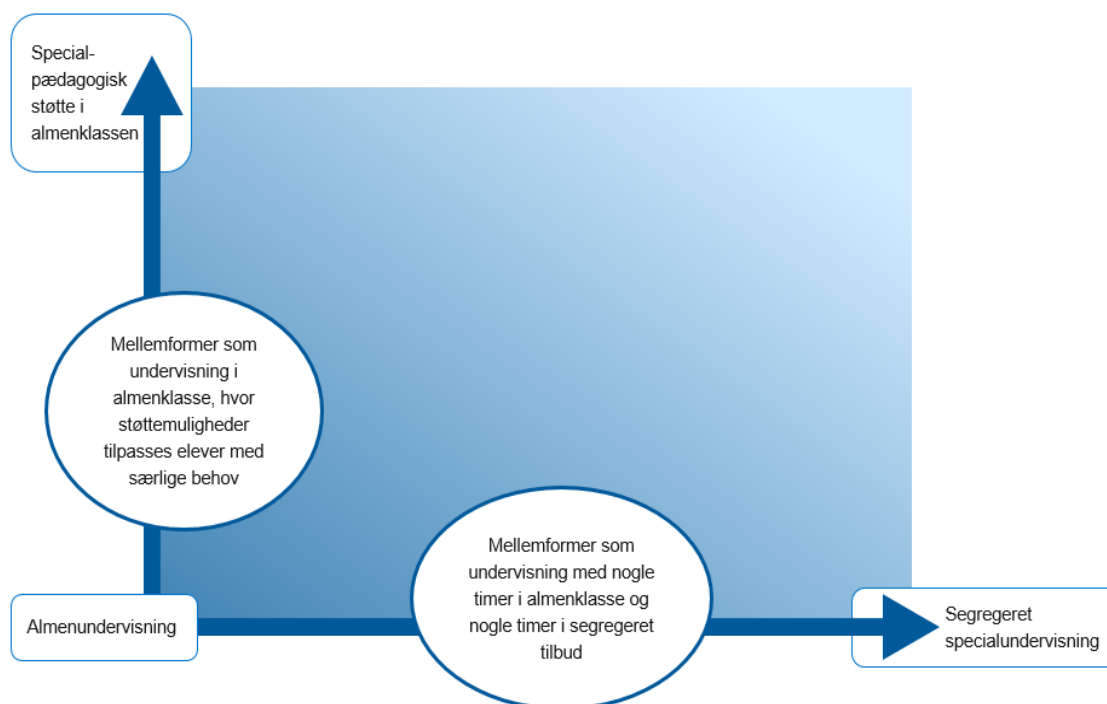 Special-
pædagogisk
støtte i
almenklassen
Mellemformer som
undervisning i
almenklasse, hvor
støttemuligheder
tilpasses elever med
særlige behov
Mellemformer som
undervisning med nogle
timer i almenklasse og
nogle timer i segregeret
tilbud
Almenundervisning
Segregeret
specialundervisning